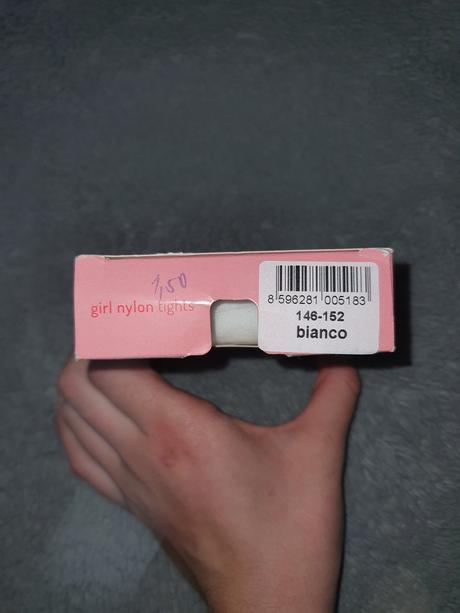 1,50
girl nylon tights
8 596281 005183
146-152
bianco